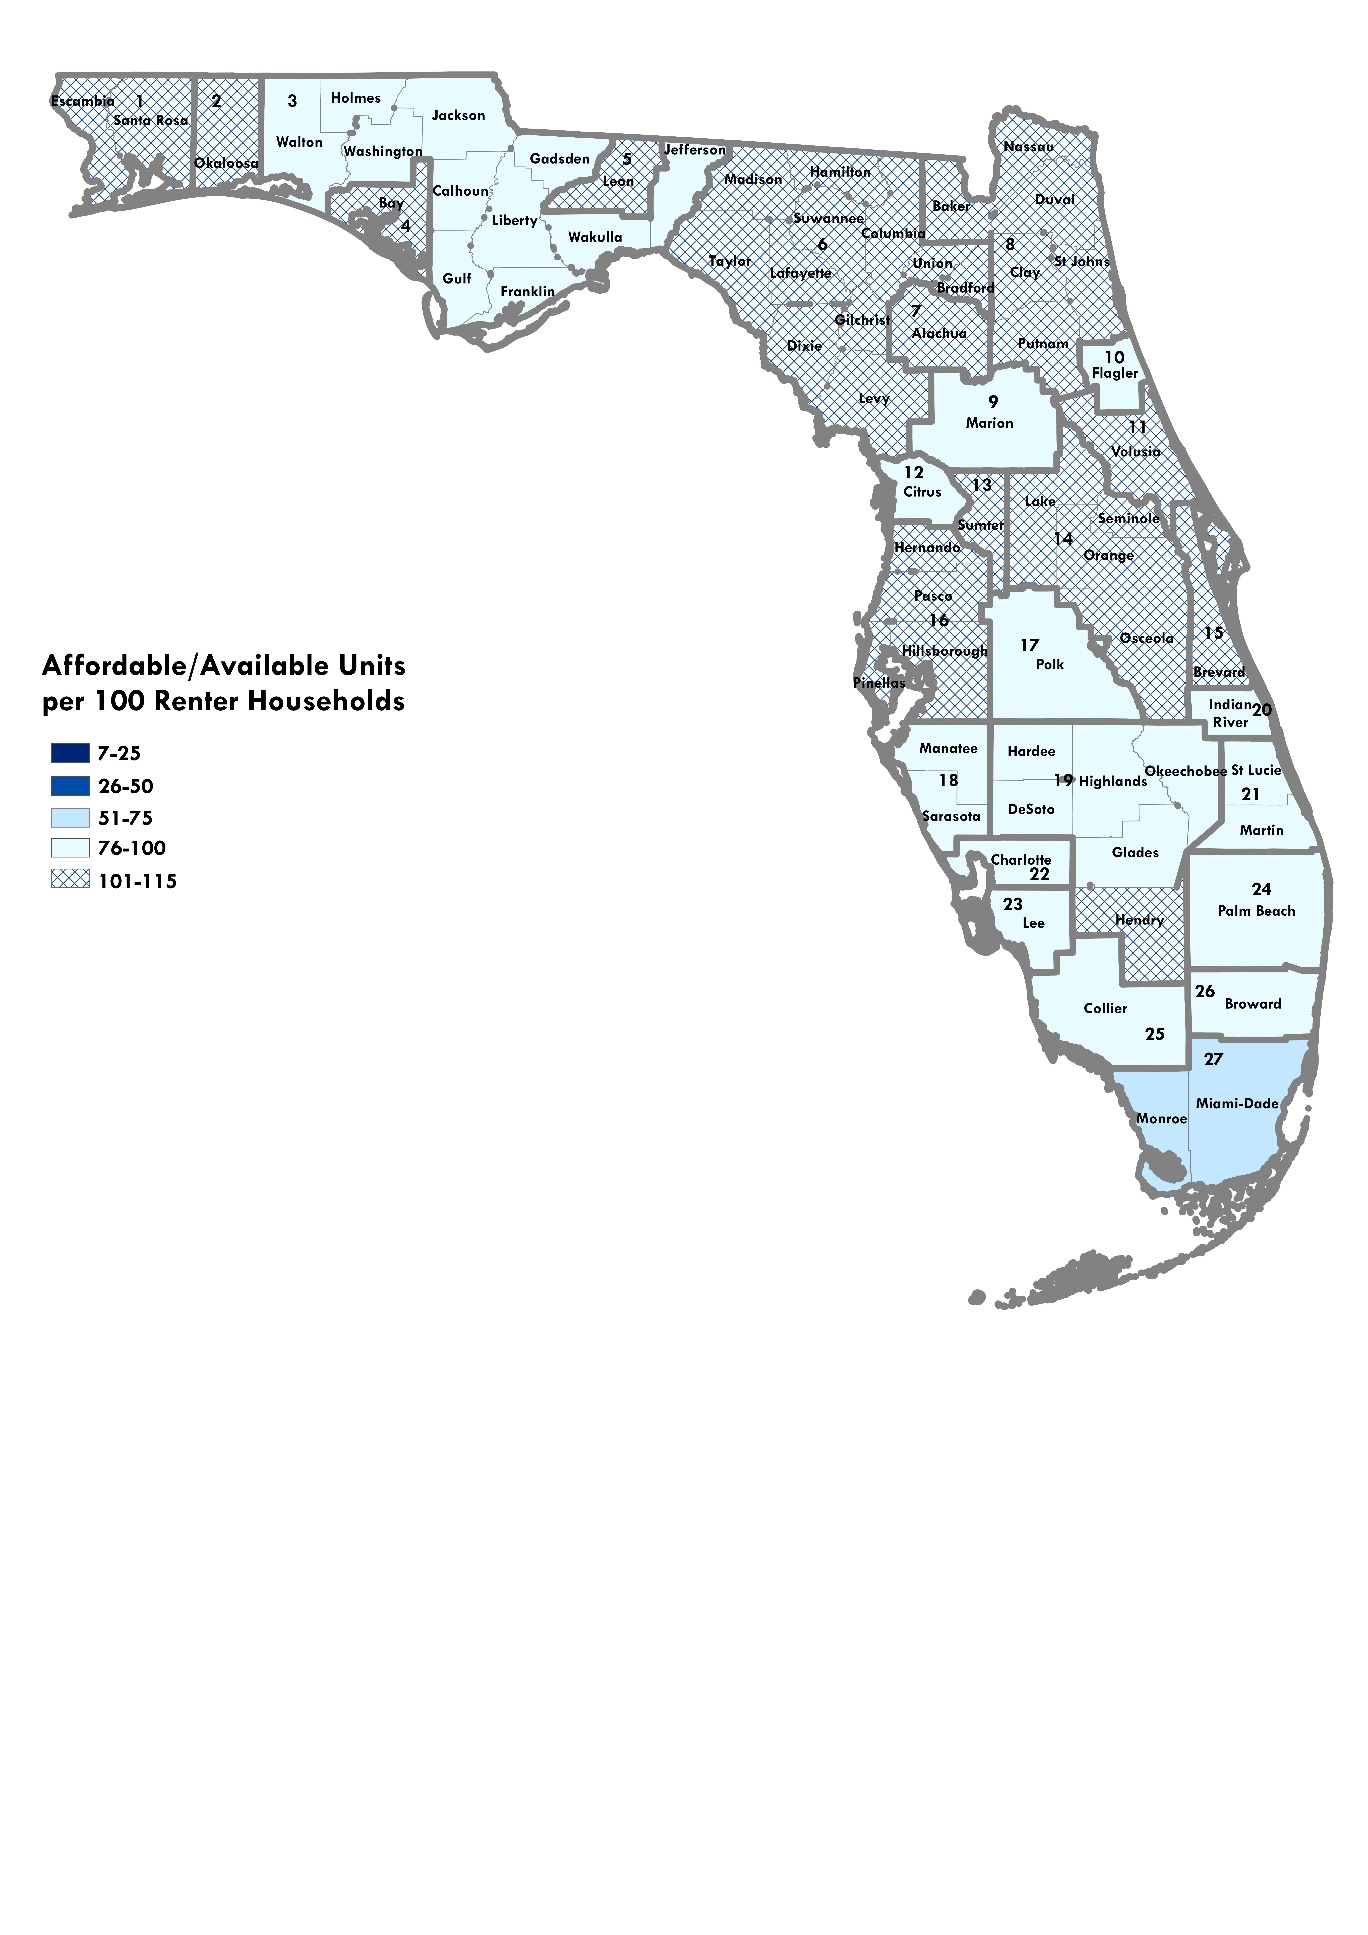 Escambia
1
Santa Rosa
2
Okaloosa
3
Holmes
Walton
Washington
Jackson
Bay
4
Calhoun
Gulf
Liberty
Franklin
Gadsden
5
Leon
Wakulla
Jefferson
Madison
Hamilton
Suwannee
Columbia
6
Taylor
Lafayette
Gilchrist
Dixie
Levy
Baker
Union
Bradford
7
Alachua
Nassau
Duval
8
Clay
St Johns
Putnam
10
Flagler
9
Marion
11
Volusia
12
Citrus
13
Sumter
Lake
Seminole
14
Orange
Osceola
Hernando
Pasco
16
Hillsborough
Pinellas
17
Polk
15
Brevard
Indian
River
20
Manatee
18
Sarasota
Hardee
19
Highlands
DeSoto
Okeechobee
St Lucie
21
Martin
Glades
Charlotte
22
23
Lee
Hendry
24
Palm Beach
Collier
25
26
Broward
27
Miami-Dade
Monroe
Affordable/Available Units
per 100 Renter Households
7-25
26-50
51-75
76-100
101-115